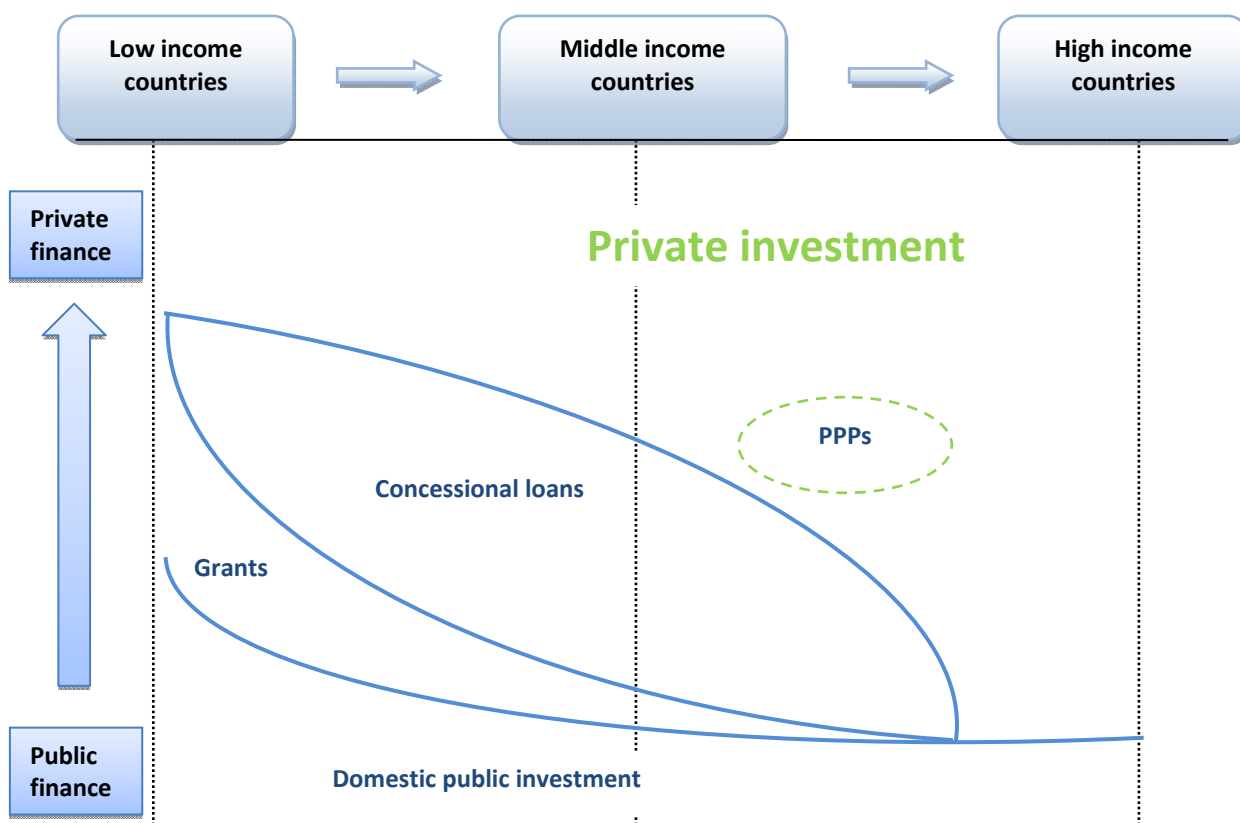 Low income
countries
Middle income
countries
High income
countries
Private
finance
Private investment
PPPs
Concessional loans
Grants
Public
finance
Domestic public investment